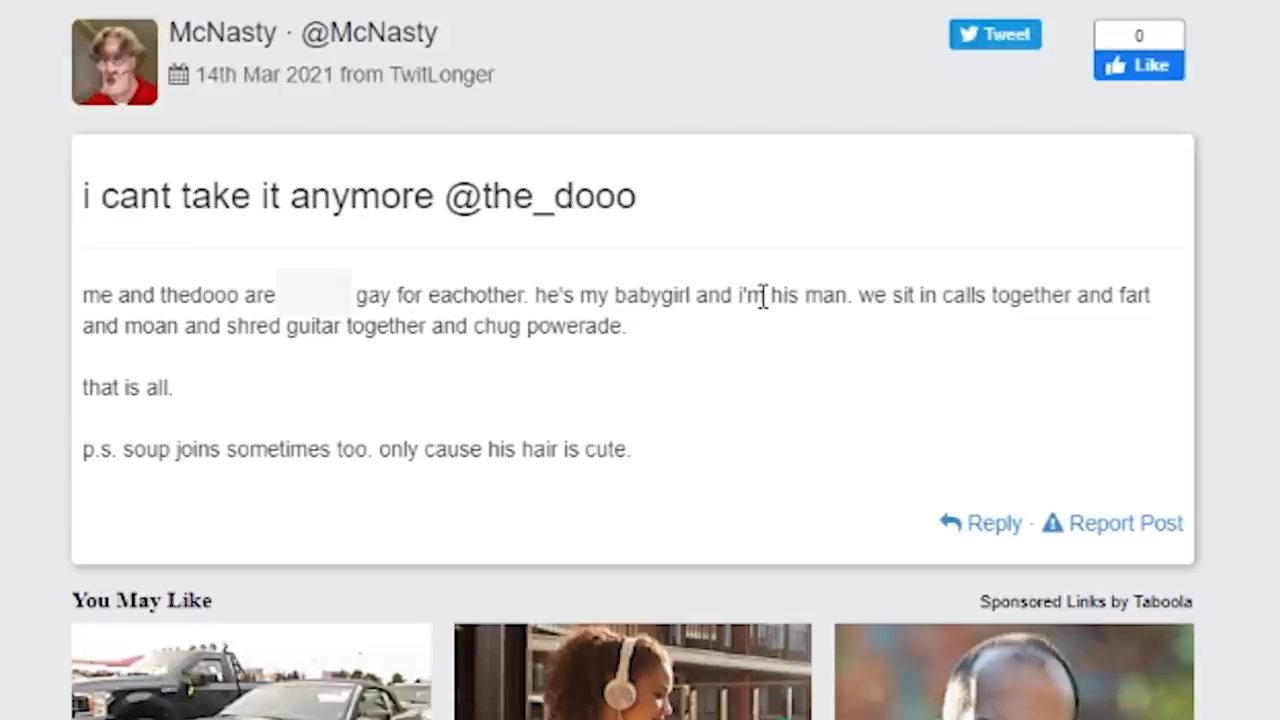 McNasty · @McNasty
14th Mar 2021 from TwitLonger
Tweet
0
Like
i cant take it anymore @the_dooo
me and thedooo are gay for eachother. he's my babygirl and i'm his man. we sit in calls together and fart
and moan and shred guitar together and chug powerade.
that is all.
p.s. soup joins sometimes too. only cause his hair is cute.
Reply · Report Post
You May Like
Sponsored Links by Taboola